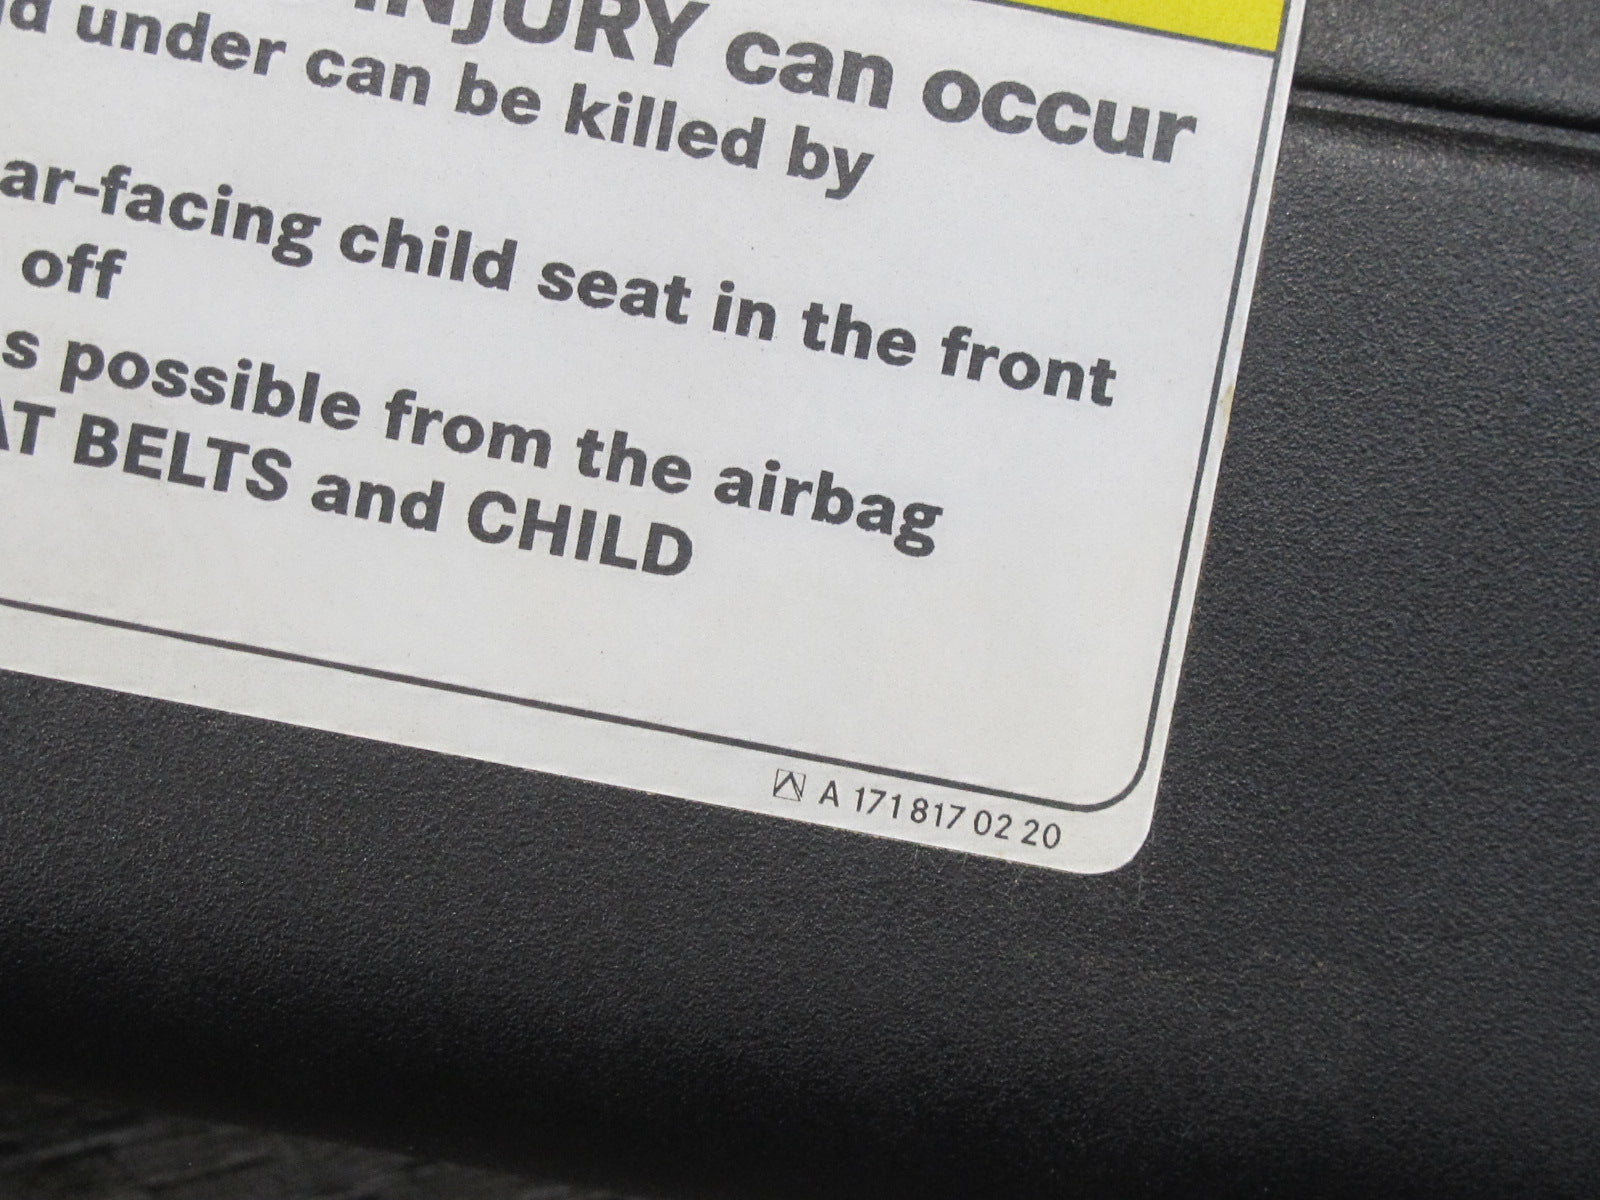 INJURY can occur
under can be killed by
ar-facing child seat in the front
off
s possible from the airbag
AT BELTS and CHILD
A 171 817 02 20